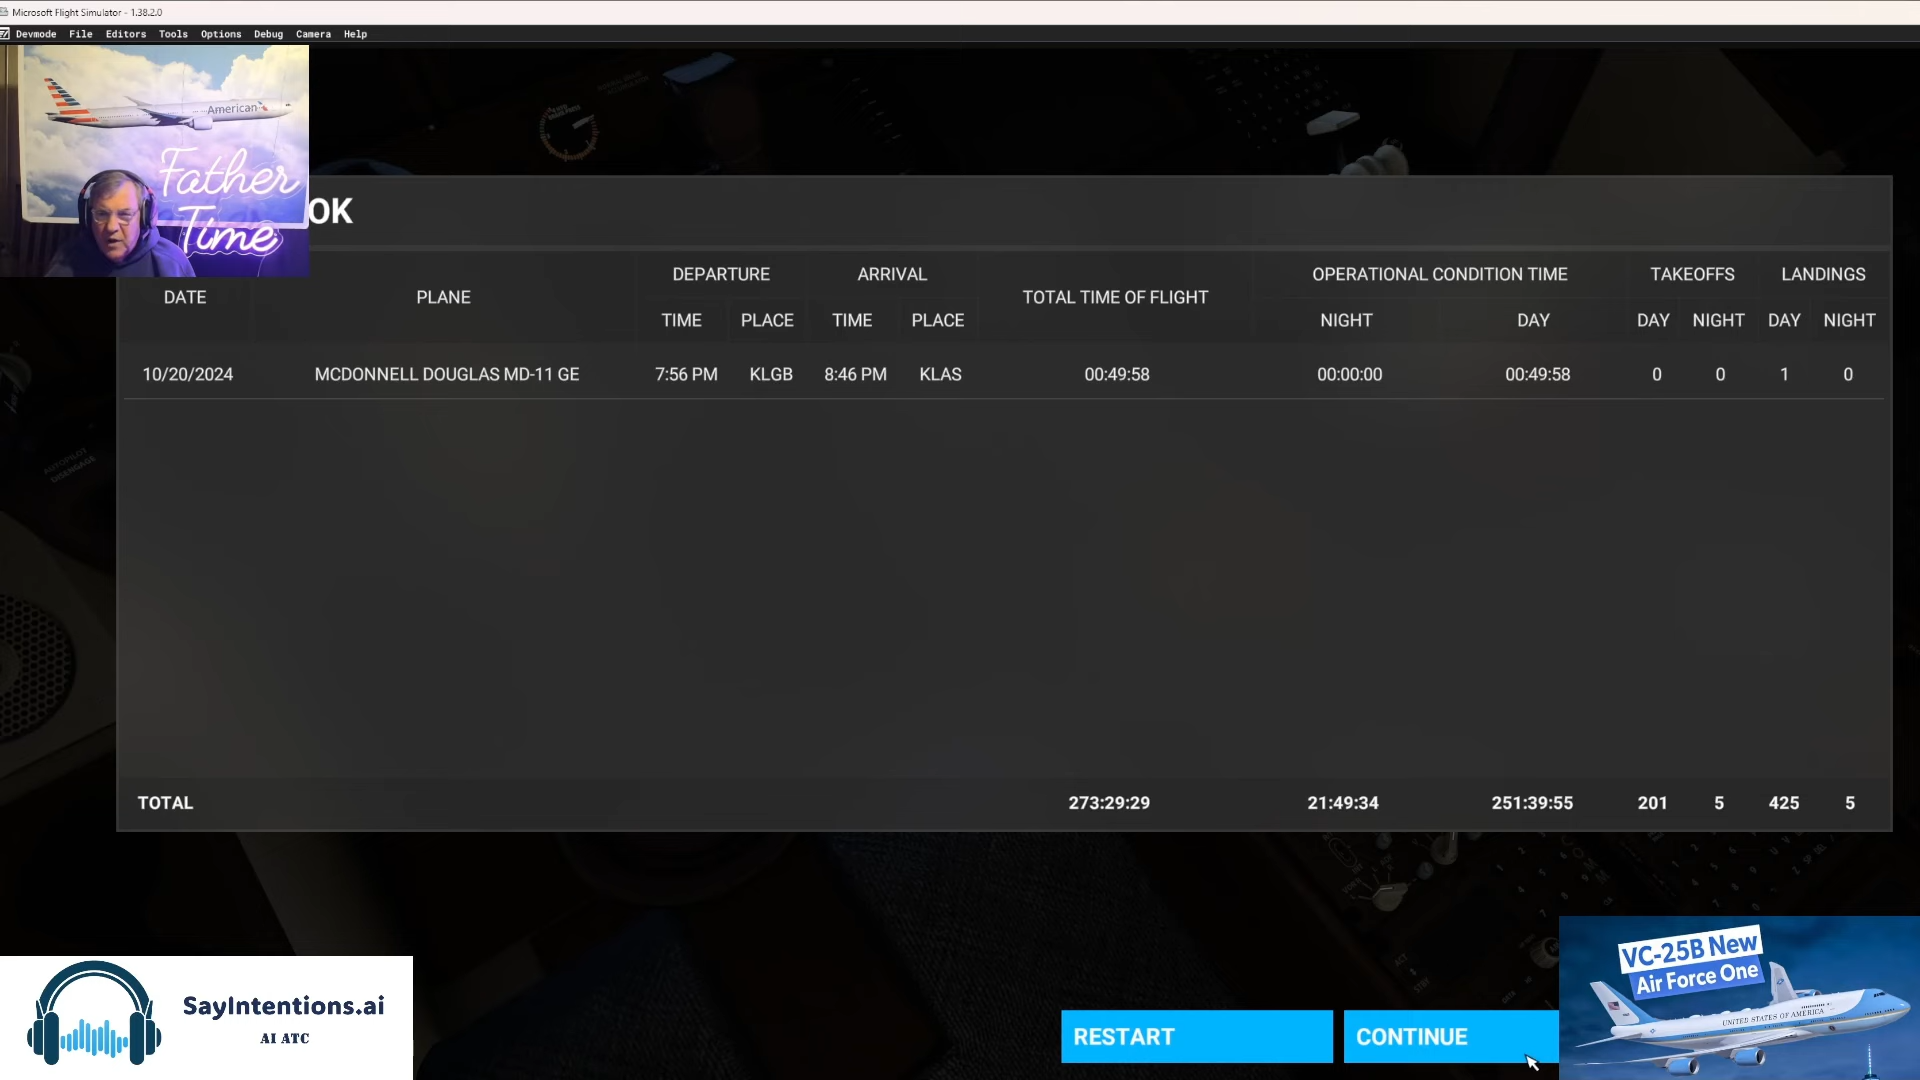 Microsoft Flight Simulator - 1.38.2.0
Devmode File Editors Tools Options Debug Camera Help
American
Father
Time
OK
DATE PLANE DEPARTURE ARRIVAL TOTAL TIME OF FLIGHT OPERATIONAL CONDITION TIME TAKEOFFS LANDINGS
TIME PLACE TIME PLACE NIGHT DAY DAY NIGHT DAY NIGHT
10/20/2024 MCDONNELL DOUGLAS MD-11 GE 7:56 PM KLGB 8:46 PM KLAS 00:49:58 00:00:00 00:49:58 0 0 1 0
AUTOPILOT
DISENGAGE
TOTAL 273:29:29 21:49:34 251:39:55 201 5 425 5
SayIntentions.ai
AI ATC
RESTART CONTINUE
VC-25B New
Air Force One
UNITED STATES OF AMERICA